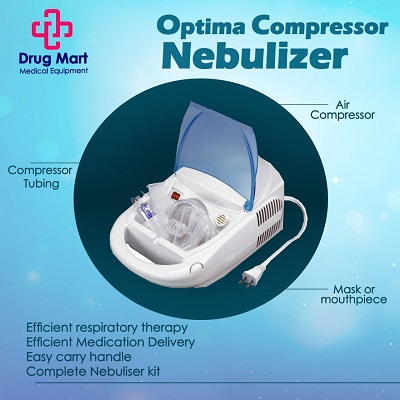 Drug Mart
Medical Equipment
Optima Compressor
Nebulizer
Air
Compressor
Compressor
Tubing
Mask or
mouthpiece
Efficient respiratory therapy
Efficient Medication Delivery
Easy carry handle
Complete Nebuliser kit